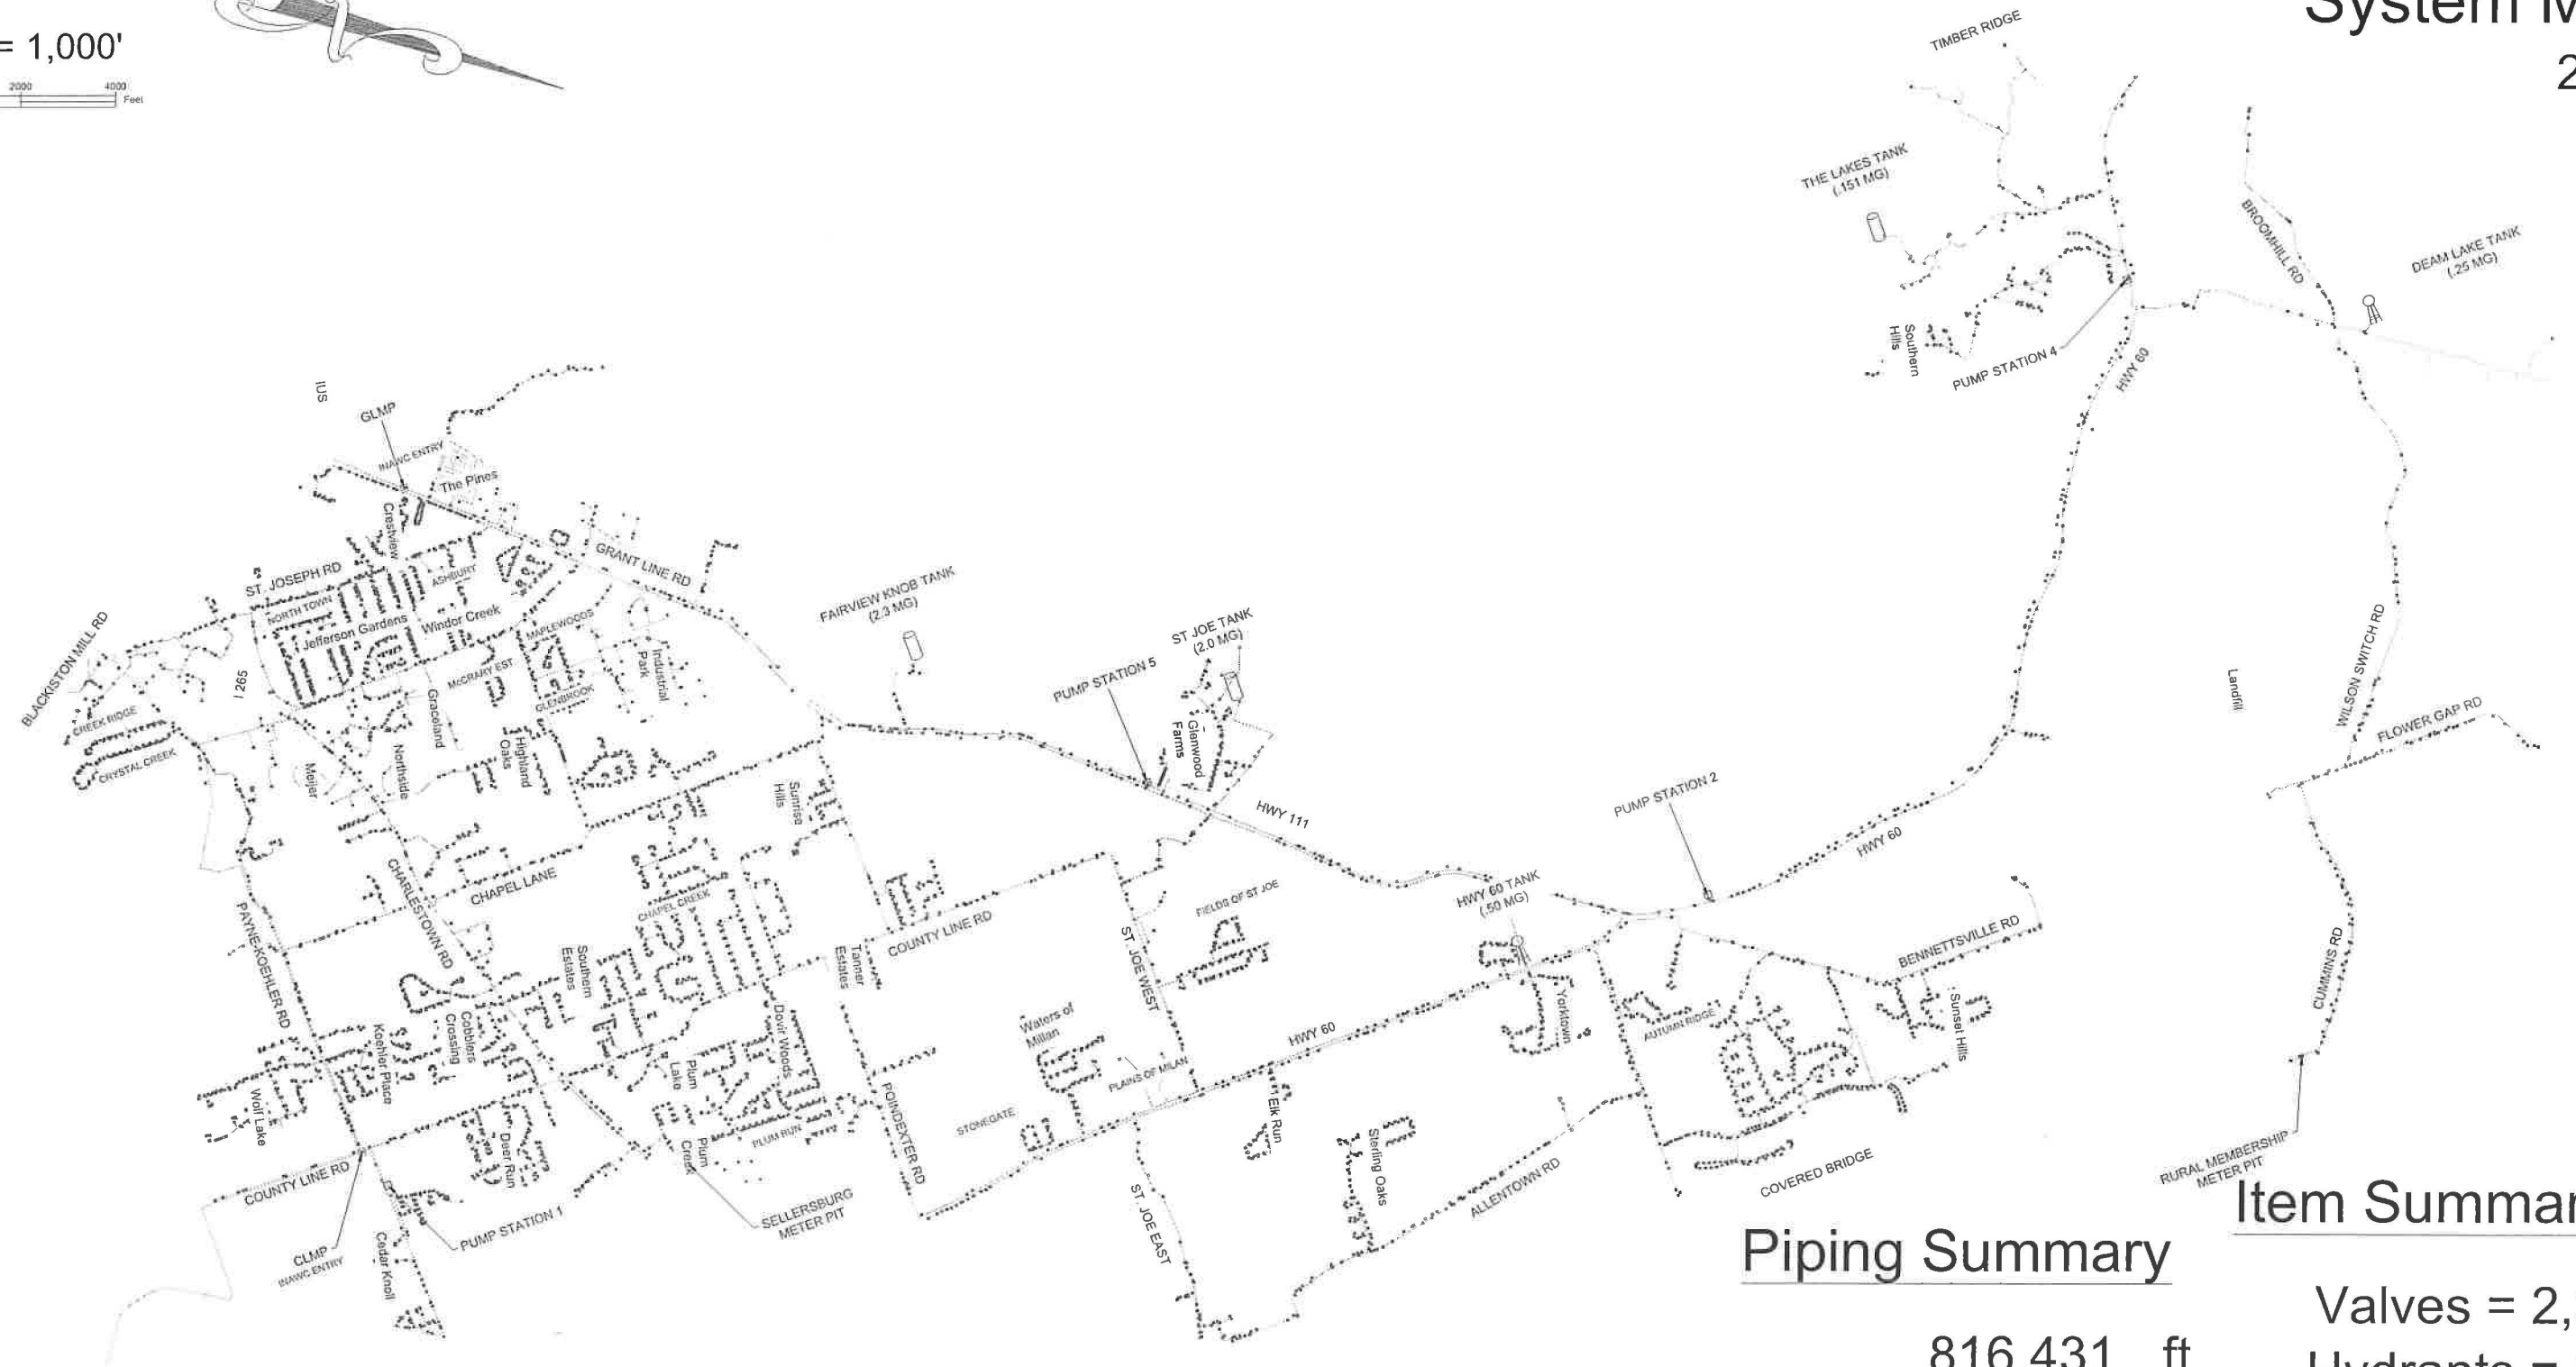 System M
= 1,000'
2
2000
4000
Feet
TIMBER RIDGE
THE LAKES TANK
(.151 MG)
BROOMHILL RD
DEAM LAKE TANK
(.25 MG)
Southern
Hills
PUMP STATION 4
HWY 60
IUS
GLMP
INAWC ENTRY
The Pines
Crestview
GRANT LINE RD
ST. JOSEPH RD
ASHBURY
NORTH TOWN
Jefferson Gardens
Windor Creek
MAPLEWOODS
BLACKISTON MILL RD
I 265
McCRARY EST
Industrial
Park
GLENBROOK
Graceland
CREEK RIDGE
CRYSTAL CREEK
Meijer
Northside
Highland
Oaks
FAIRVIEW KNOB TANK
(2.3 MG)
ST JOE TANK
(2.0 MG)
PUMP STATION 5
Glenwood
Farms
Sunrise
Hills
HWY 111
PUMP STATION 2
HWY 60
Landfill
WILSON SWITCH RD
FLOWER GAP RD
CHARLESTOWN RD
CHAPEL LANE
CHAPEL CREEK
PAYNE-KOEHLER RD
COUNTY LINE RD
Tanner
Estates
ST. JOE WEST
FIELDS OF ST JOE
HWY 60 TANK
(.50 MG)
BENNETTSVILLE RD
CUMMINS RD
Southern
Estates
Cobblers
Crossing
Koehler Place
Wolf Lake
Dovir Woods
Plum
Lake
Waters of
Millan
PLAINS OF MILAN
HWY 60
Yorktown
AUTUMN RIDGE
Sunset Hills
POINDEXTER RD
STONEGATE
Elk Run
Sterling Oaks
PLUM RUN
Plum
Creek
Deer Run
COUNTY LINE RD
CLMP
INAWC ENTRY
Cedar Knoll
PUMP STATION 1
SELLERSBURG
METER PIT
ST. JOE EAST
ALLENTOWN RD
COVERED BRIDGE
RURAL MEMBERSHIP
METER PIT
Item Summar
Piping Summary
Valves = 2,
816,431 ft
Hydrants =